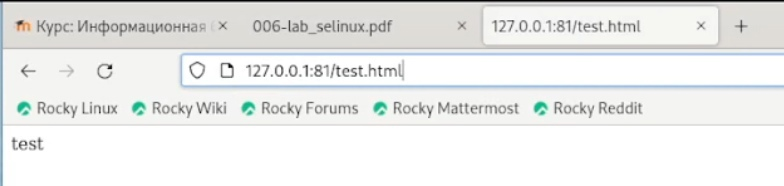 Курс: Информационная 006-lab_selinux.pdf 127.0.0.1:81/test.html
127.0.0.1:81/test.html
Rocky Linux Rocky Wiki Rocky Forums Rocky Mattermost Rocky Reddit
test